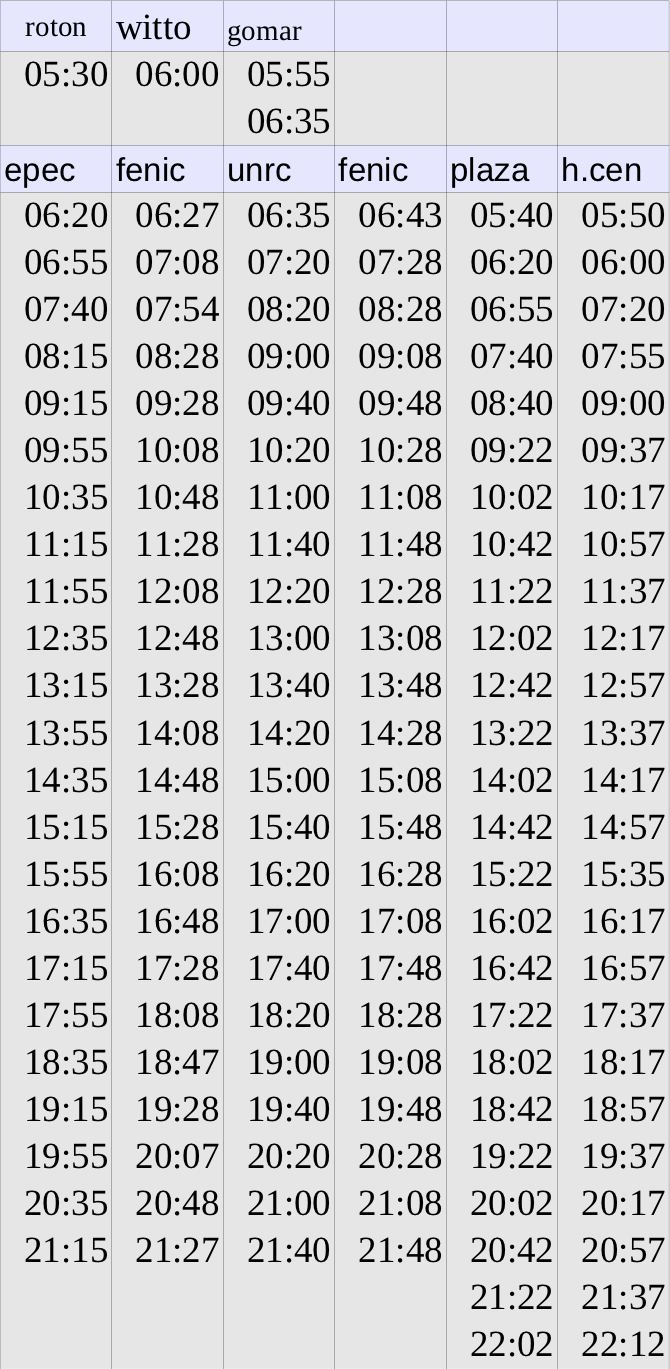 roton witto gomar
05:30 06:00 05:55
06:35
epec fenic unrc fenic plaza h.cen
06:20 06:27 06:35 06:43 05:40 05:50
06:55 07:08 07:20 07:28 06:20 06:00
07:40 07:54 08:20 08:28 06:55 07:20
08:15 08:28 09:00 09:08 07:40 07:55
09:15 09:28 09:40 09:48 08:40 09:00
09:55 10:08 10:20 10:28 09:22 09:37
10:35 10:48 11:00 11:08 10:02 10:17
11:15 11:28 11:40 11:48 10:42 10:57
11:55 12:08 12:20 12:28 11:22 11:37
12:35 12:48 13:00 13:08 12:02 12:17
13:15 13:28 13:40 13:48 12:42 12:57
13:55 14:08 14:20 14:28 13:22 13:37
14:35 14:48 15:00 15:08 14:02 14:17
15:15 15:28 15:40 15:48 14:42 14:57
15:55 16:08 16:20 16:28 15:22 15:35
16:35 16:48 17:00 17:08 16:02 16:17
17:15 17:28 17:40 17:48 16:42 16:57
17:55 18:08 18:20 18:28 17:22 17:37
18:35 18:47 19:00 19:08 18:02 18:17
19:15 19:28 19:40 19:48 18:42 18:57
19:55 20:07 20:20 20:28 19:22 19:37
20:35 20:48 21:00 21:08 20:02 20:17
21:15 21:27 21:40 21:48 20:42 20:57
21:22 21:37
22:02 22:12